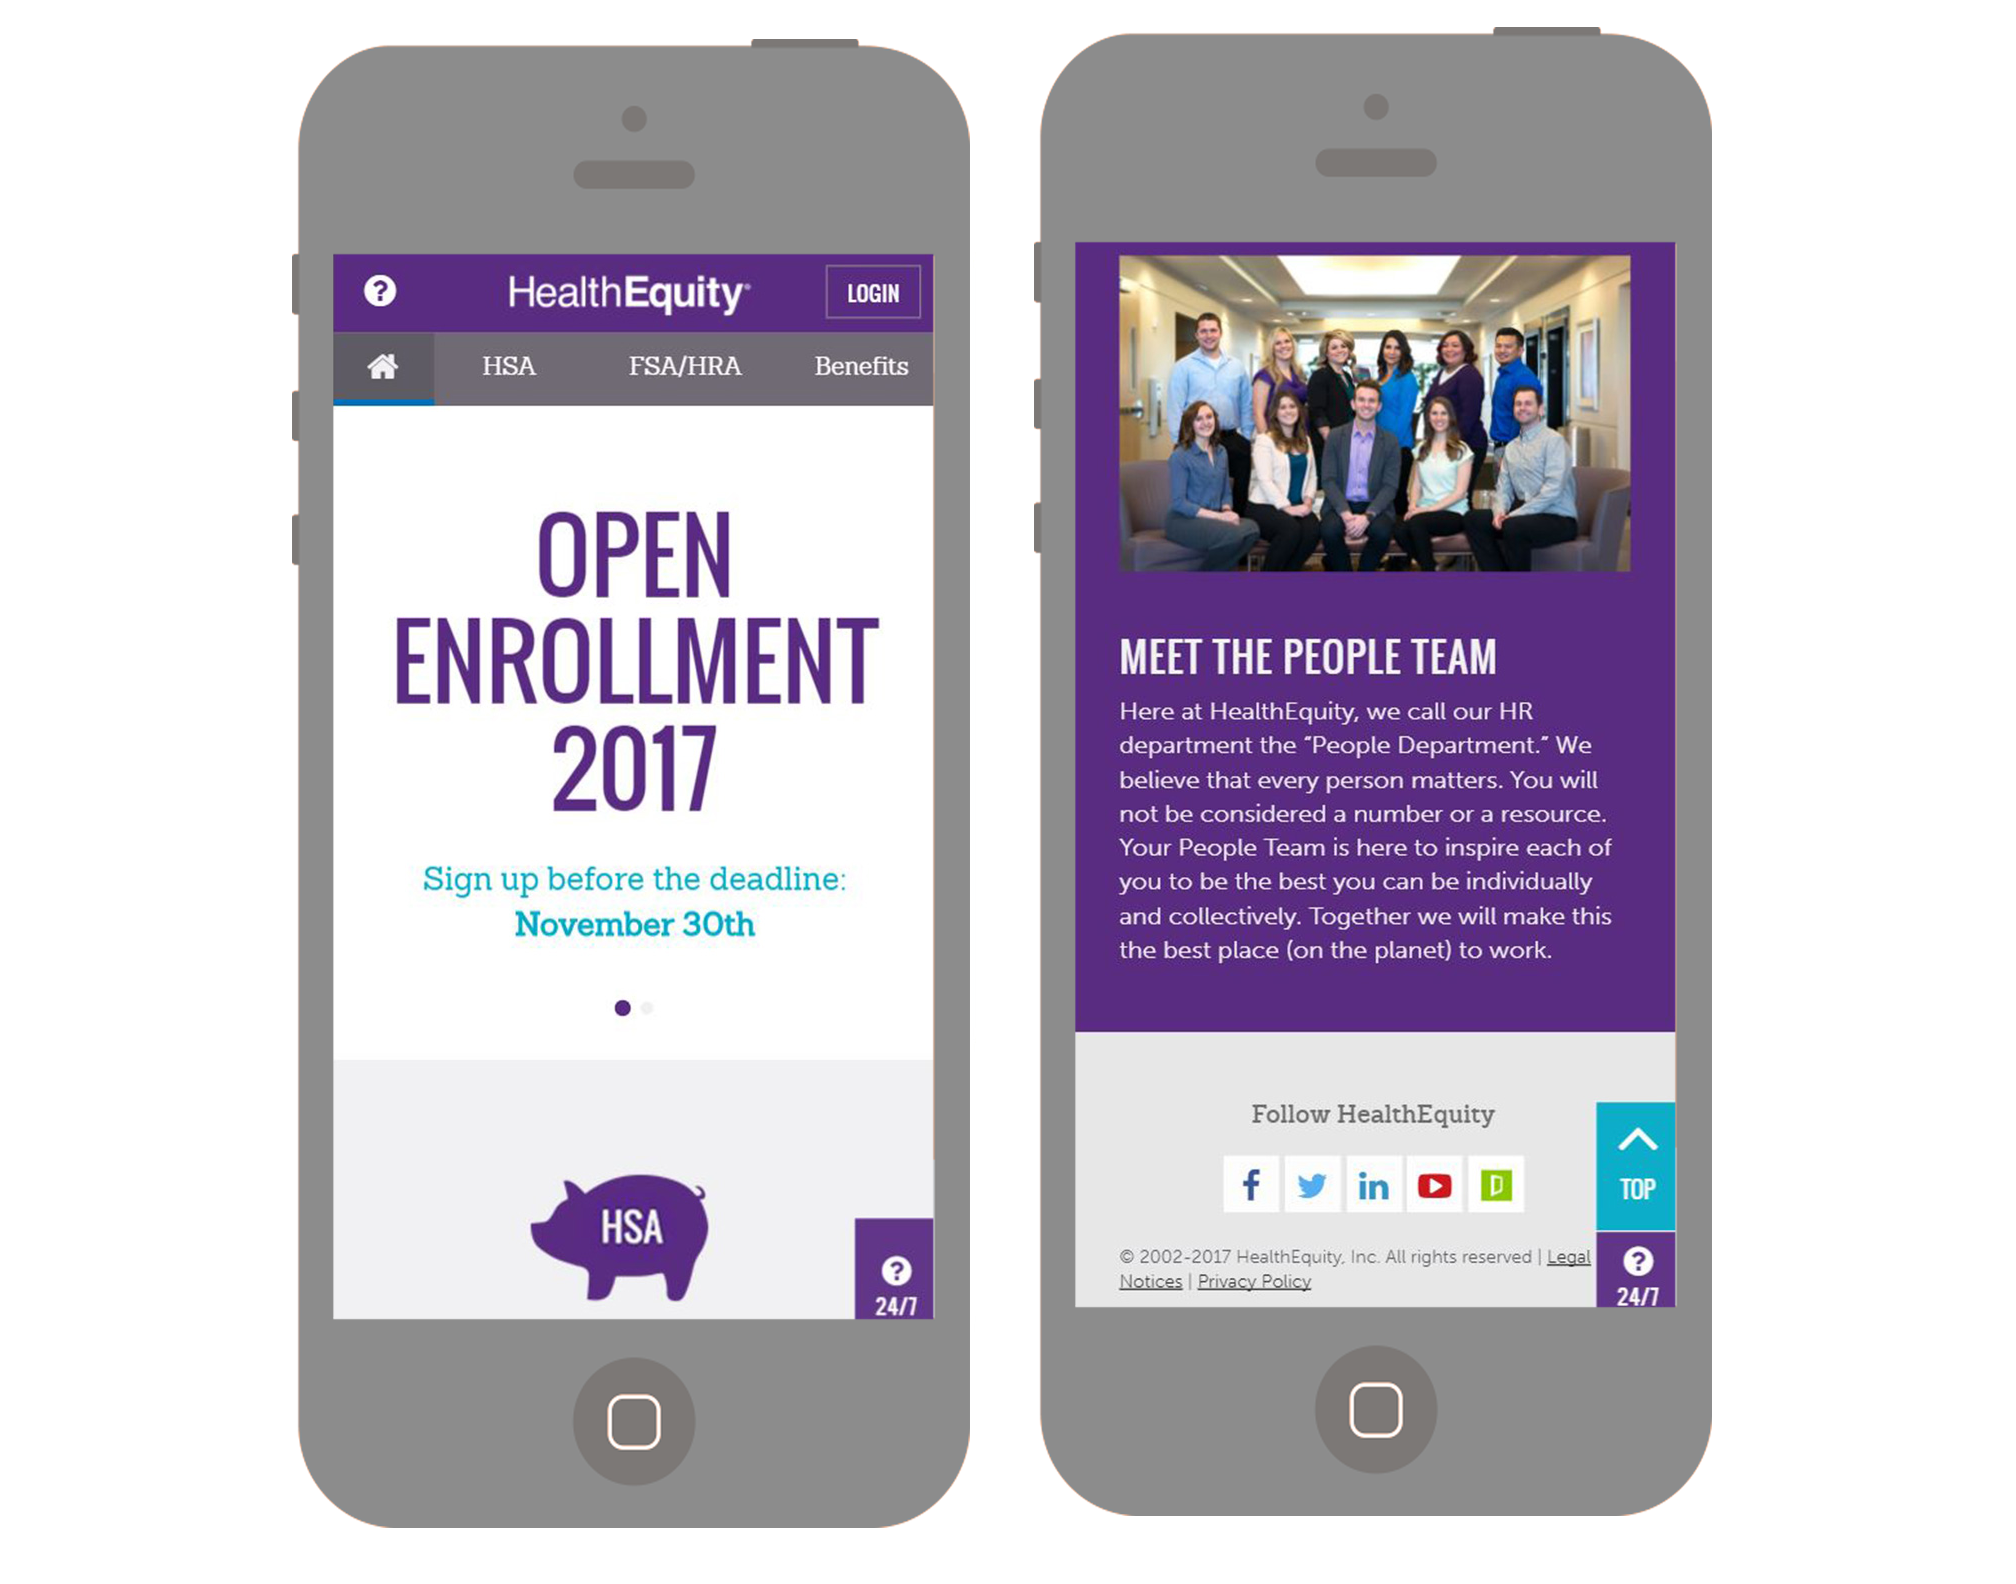 HealthEquity
LOGIN
HSA
FSA/HRA
Benefits
OPEN
ENROLLMENT
2017
Sign up before the deadline:
November 30th
HSA
24/7
MEET THE PEOPLE TEAM
Here at HealthEquity, we call our HR
department the “People Department.” We
believe that every person matters. You will
not be considered a number or a resource.
Your People Team is here to inspire each of
you to be the best you can be individually
and collectively. Together we will make this
the best place (on the planet) to work.
Follow HealthEquity
TOP
© 2002-2017 HealthEquity, Inc. All rights reserved | Legal
Notices | Privacy Policy
24/7